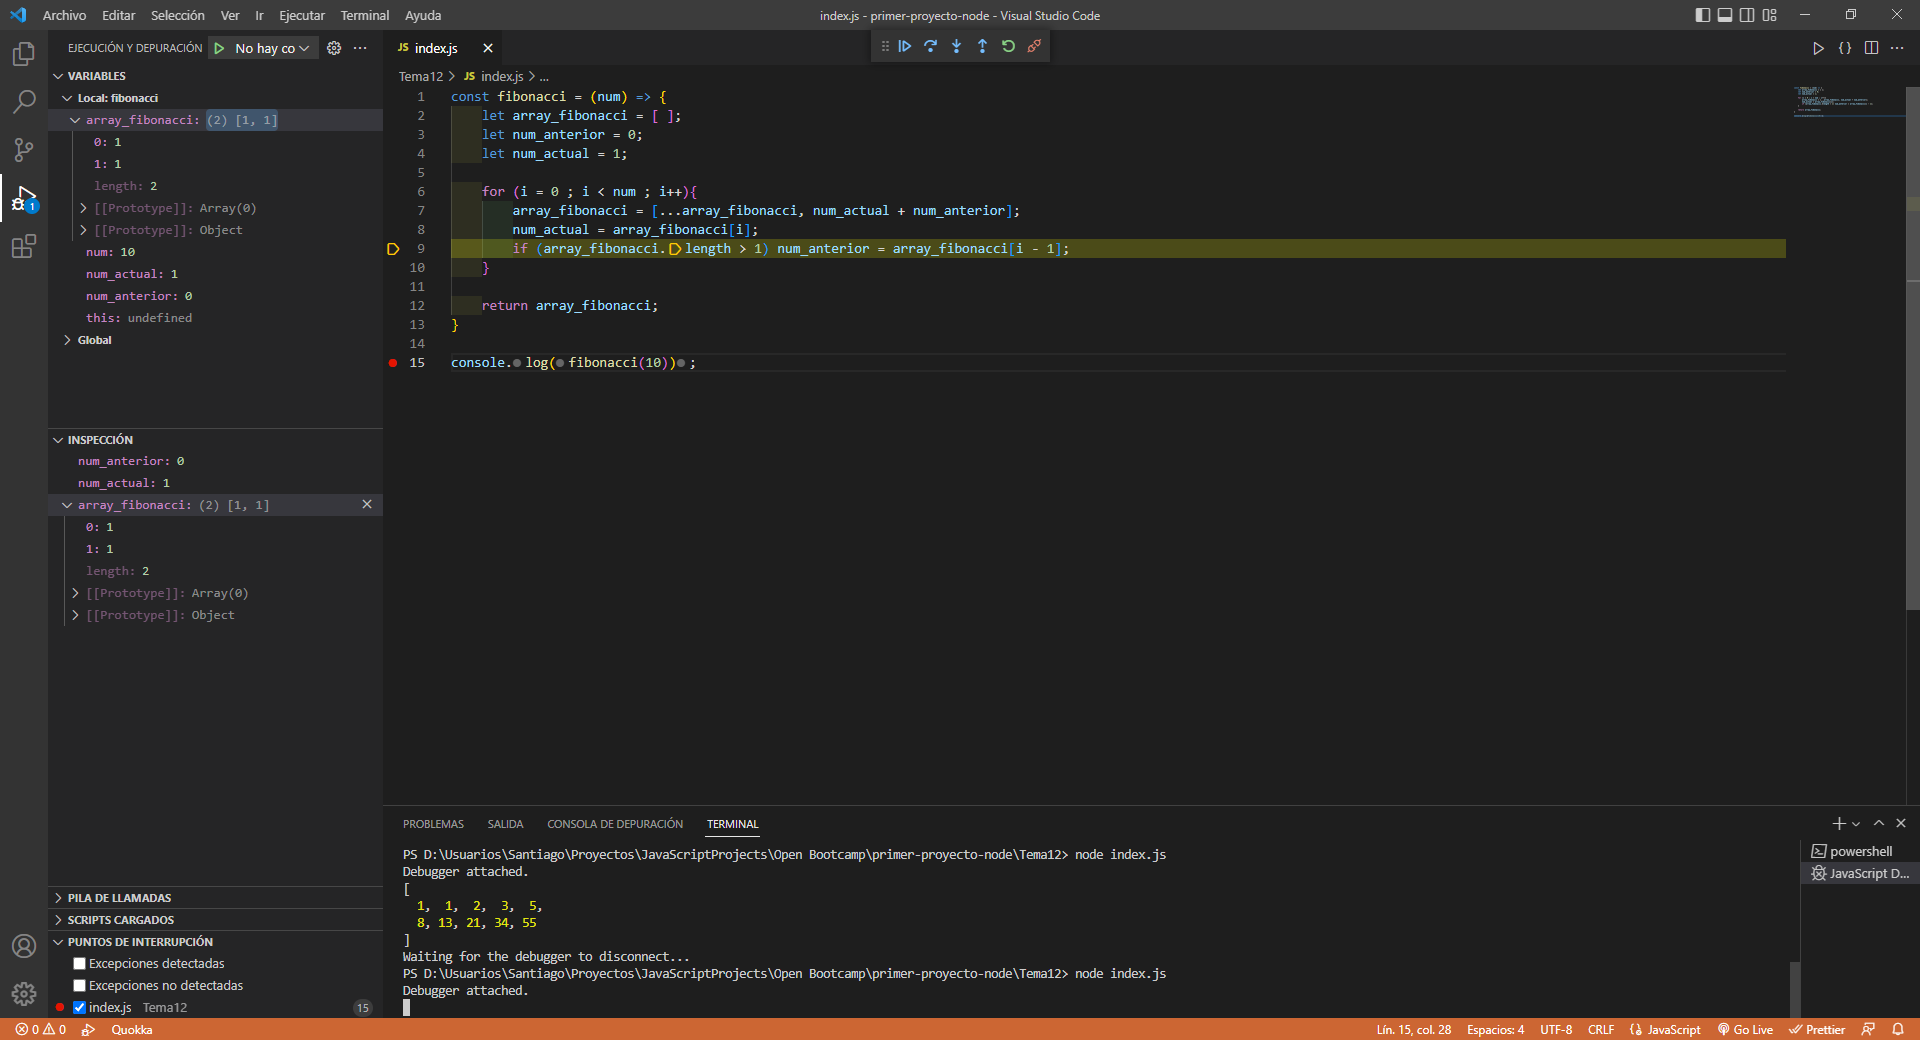 Archivo Editar Selección Ver Ir Ejecutar Terminal Ayuda
index.js - primer-proyecto-node - Visual Studio Code
EJECUCIÓN Y DEPURACIÓN No hay co
VARIABLES
Local: fibonacci
array_fibonacci: (2) [1, 1]
0: 1
1: 1
length: 2
[[Prototype]]: Array(0)
[[Prototype]]: Object
num: 10
num_actual: 1
num_anterior: 0
this: undefined
Global
INSPECCIÓN
num_anterior: 0
num_actual: 1
array_fibonacci: (2) [1, 1]
0: 1
1: 1
length: 2
[[Prototype]]: Array(0)
[[Prototype]]: Object
PILA DE LLAMADAS
SCRIPTS CARGADOS
PUNTOS DE INTERRUPCIÓN
Excepciones detectadas
Excepciones no detectadas
index.js Tema12 15
1
JS index.js
Tema12 > JS index.js > ...
1 const fibonacci = (num) => {
2 let array_fibonacci = [ ];
3 let num_anterior = 0;
4 let num_actual = 1;
5
6 for (i = 0 ; i < num ; i++){
7 array_fibonacci = [...array_fibonacci, num_actual + num_anterior];
8 num_actual = array_fibonacci[i];
9 if (array_fibonacci.length > 1) num_anterior = array_fibonacci[i - 1];
10 }
11
12 return array_fibonacci;
13 }
14
15 console.log(fibonacci(10));
PROBLEMAS SALIDA CONSOLA DE DEPURACIÓN TERMINAL
PS D:\Usuarios\Santiago\Proyectos\JavaScriptProjects\Open Bootcamp\primer-proyecto-node\Tema12> node index.js
Debugger attached.
[
1, 1, 2, 3, 5,
8, 13, 21, 34, 55
]
Waiting for the debugger to disconnect...
PS D:\Usuarios\Santiago\Proyectos\JavaScriptProjects\Open Bootcamp\primer-proyecto-node\Tema12> node index.js
Debugger attached.
powershell
JavaScript D...
0 0 Quokka
Lín. 15, col. 28 Espacios: 4 UTF-8 CRLF {} JavaScript Go Live Prettier